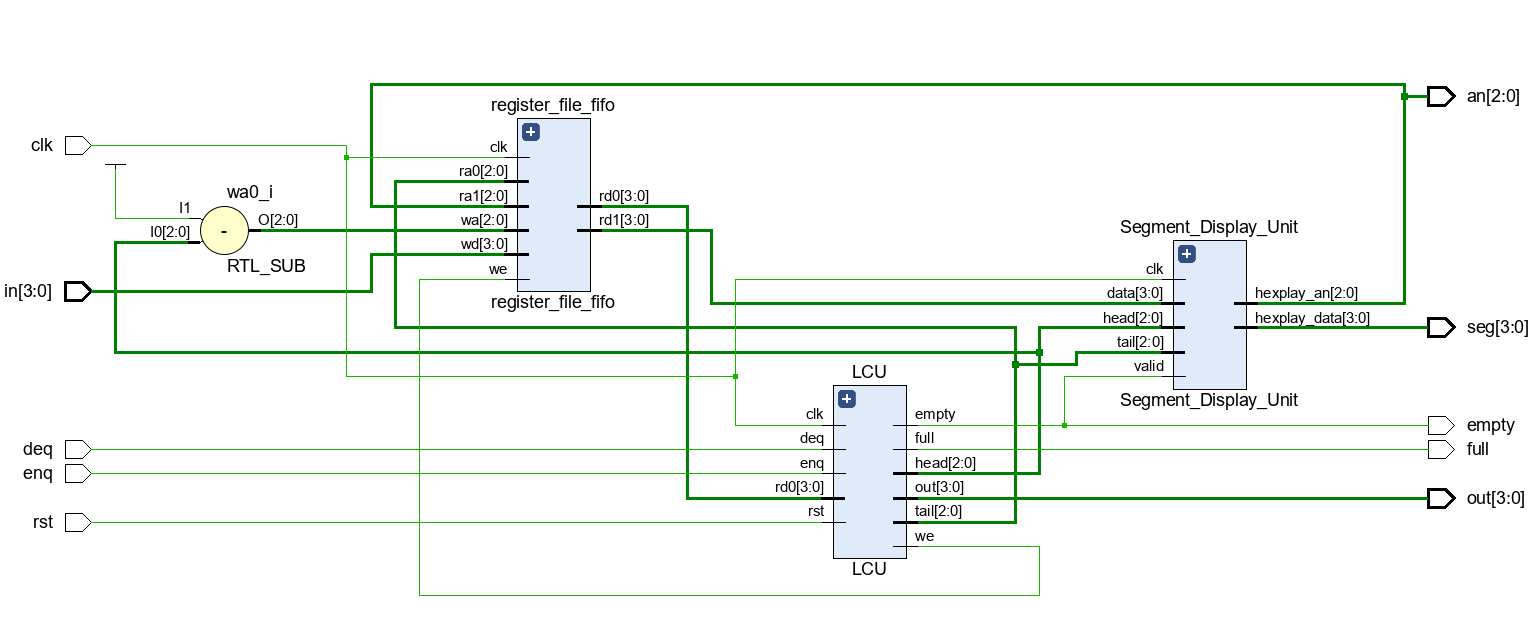 clk
in[3:0]
deq
enq
rst
wa0_i
I1
I0[2:0]
-
O[2:0]
RTL_SUB
register_file_fifo
+
clk
ra0[2:0]
ra1[2:0]
wa[2:0]
wd[3:0]
we
rd0[3:0]
rd1[3:0]
register_file_fifo
LCU
+
clk
deq
enq
rd0[3:0]
rst
empty
full
head[2:0]
out[3:0]
tail[2:0]
we
LCU
Segment_Display_Unit
+
clk
data[3:0]
head[2:0]
tail[2:0]
valid
hexplay_an[2:0]
hexplay_data[3:0]
Segment_Display_Unit
an[2:0]
seg[3:0]
empty
full
out[3:0]